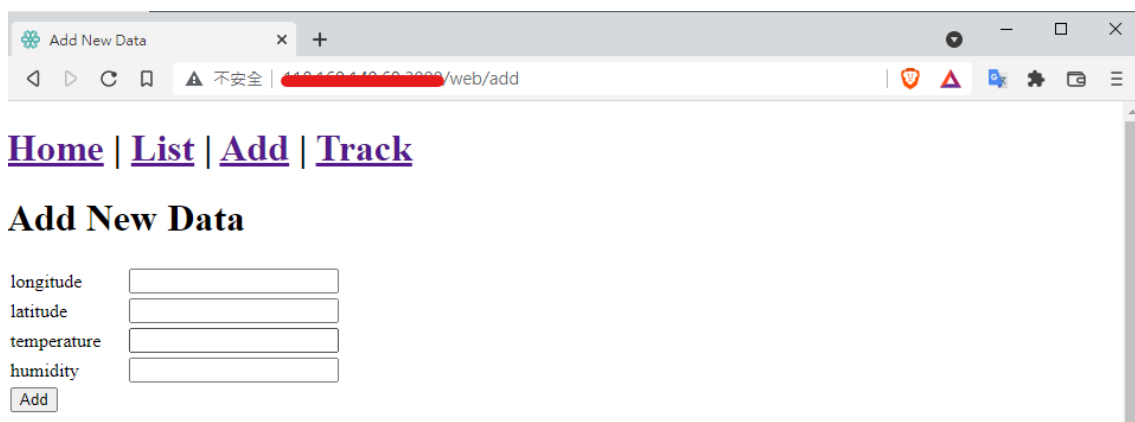 Add New Data
不安全 /web/add
Home | List | Add | Track
Add New Data
longitude
latitude
temperature
humidity
Add